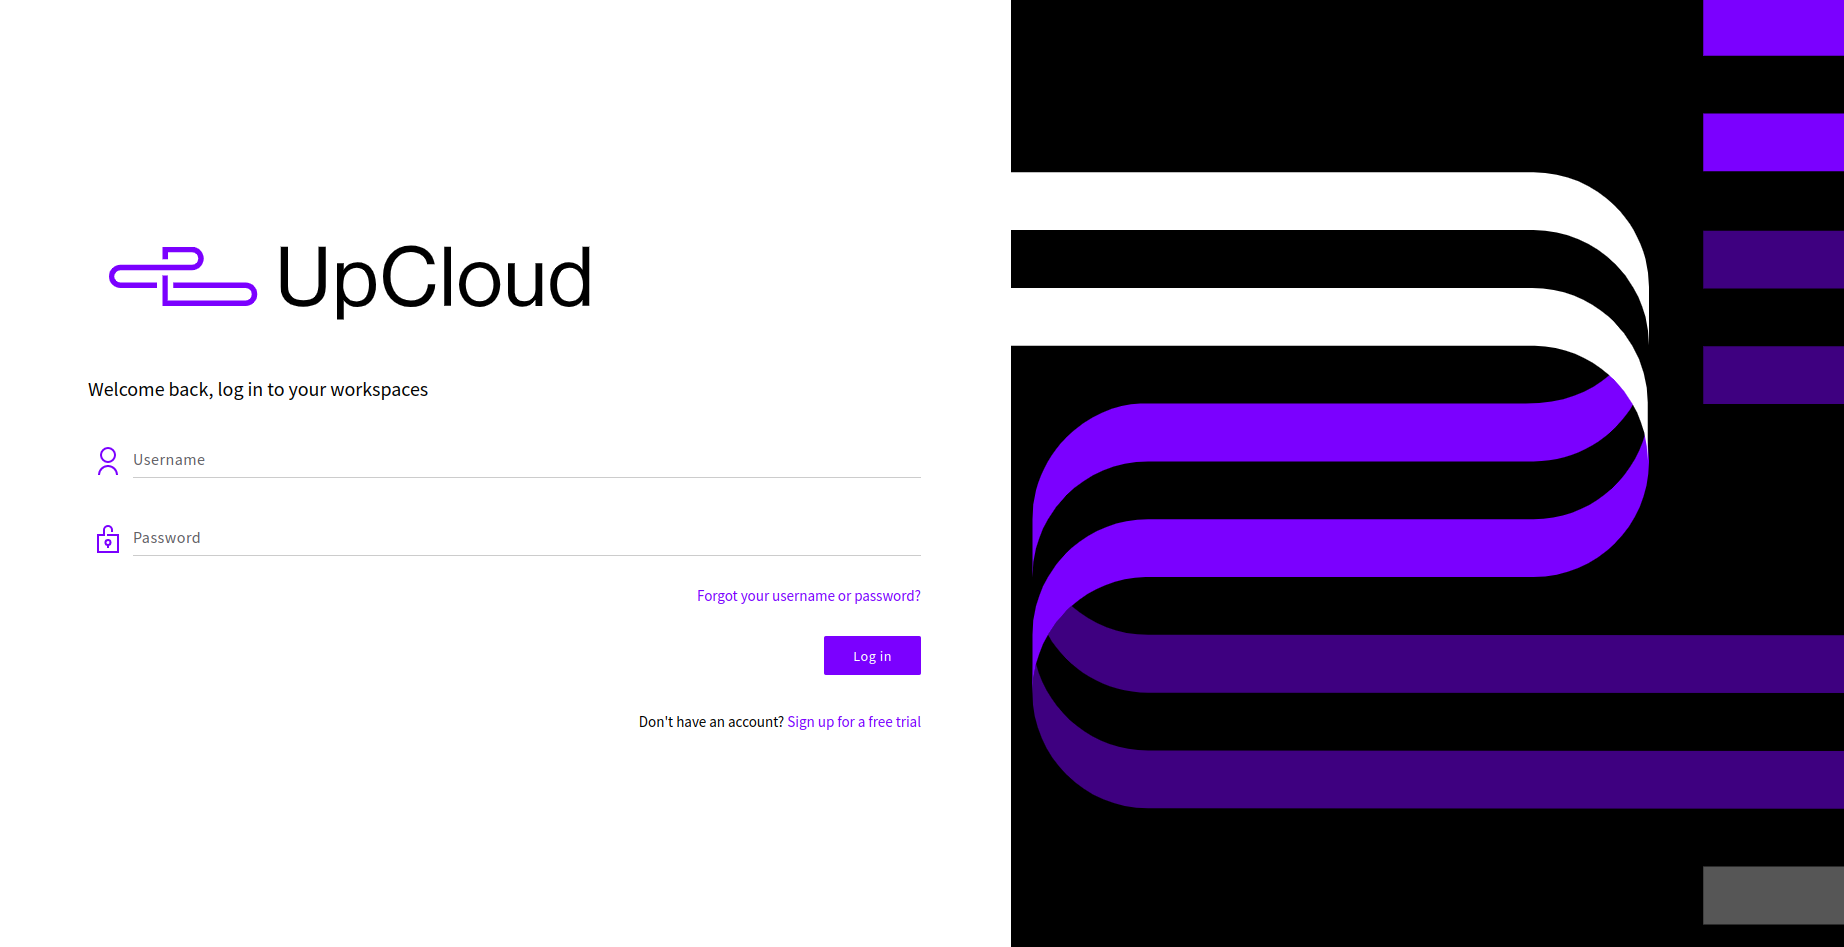 UpCloud
Welcome back, log in to your workspaces
Username
Password
Forgot your username or password?
Log in
Don't have an account? Sign up for a free trial